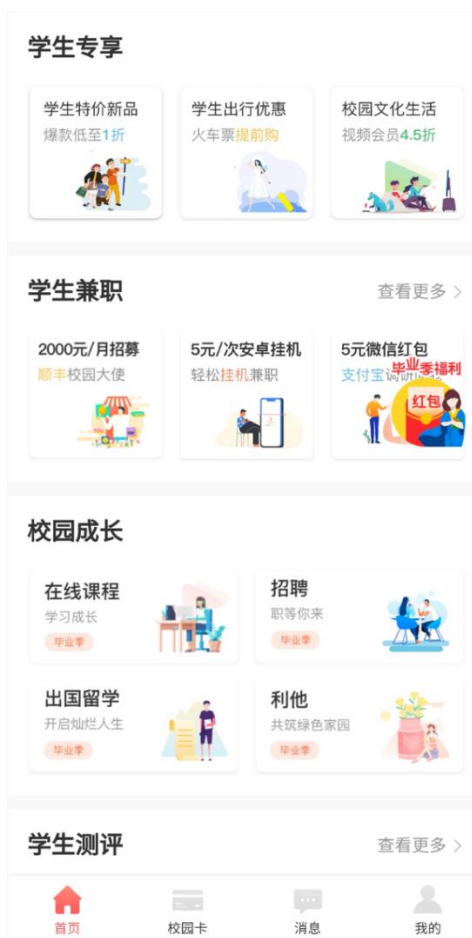 学生专享
学生特价新品
爆款低至1折
学生出行优惠
火车票提前购
校园文化生活
视频会员4.5折
学生兼职
查看更多
2000元/月招募
顺丰校园大使
5元/次安卓挂机
轻松挂机兼职
5元微信红包
支付宝调研
毕业季福利
红包
校园成长
在线课程
学习成长
毕业季
招聘
职等你来
毕业季
出国留学
开启灿烂人生
毕业季
利他
共筑绿色家园
毕业季
学生测评
查看更多
首页
校园卡
消息
我的